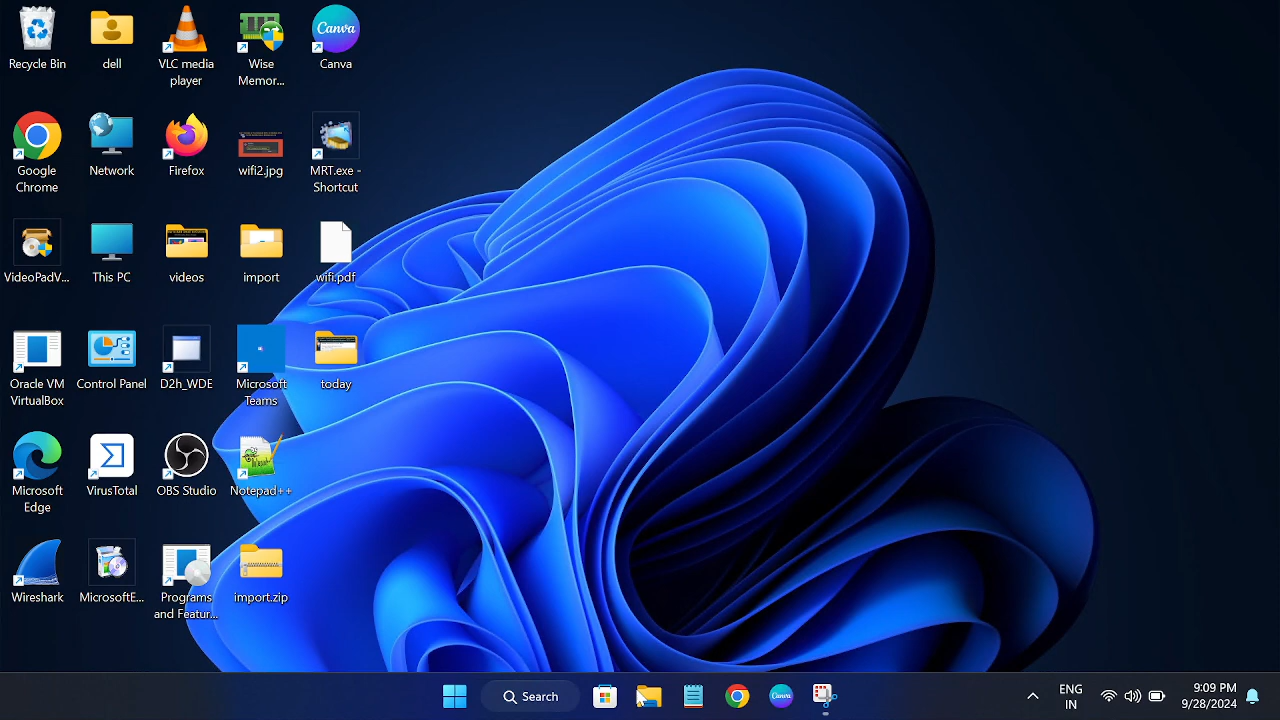 Recycle Bin
dell
VLC media
player
Wise
Memor...
Canva
Canva
Google
Chrome
Network
Firefox
wifi2.jpg
MRT.exe -
Shortcut
VideoPadV...
This PC
videos
import
wifi.pdf
Oracle VM
VirtualBox
Control Panel
D2h_WDE
Microsoft
Teams
today
Microsoft
Edge
VirusTotal
OBS Studio
Notepad++
Wireshark
MicrosoftE...
Programs
and Featur...
import.zip
Search
Canva
ENG
IN
9:09 PM
9/28/2024